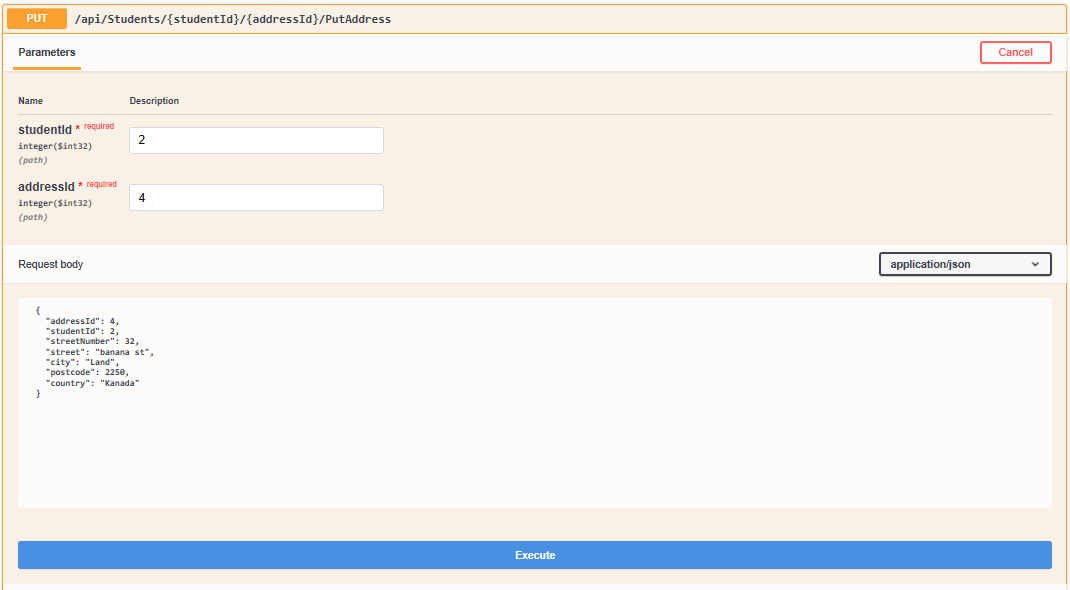 PUT /api/Students/{studentId}/{addressId}/PutAddress
Parameters
Cancel
Name Description
studentId * required
integer($int32)
(path)
2
addressId * required
integer($int32)
(path)
4
Request body
application/json
{
  "addressId": 4,
  "studentId": 2,
  "streetNumber": 32,
  "street": "banana st",
  "city": "Land",
  "postcode": 2250,
  "country": "Kanada"
}
Execute